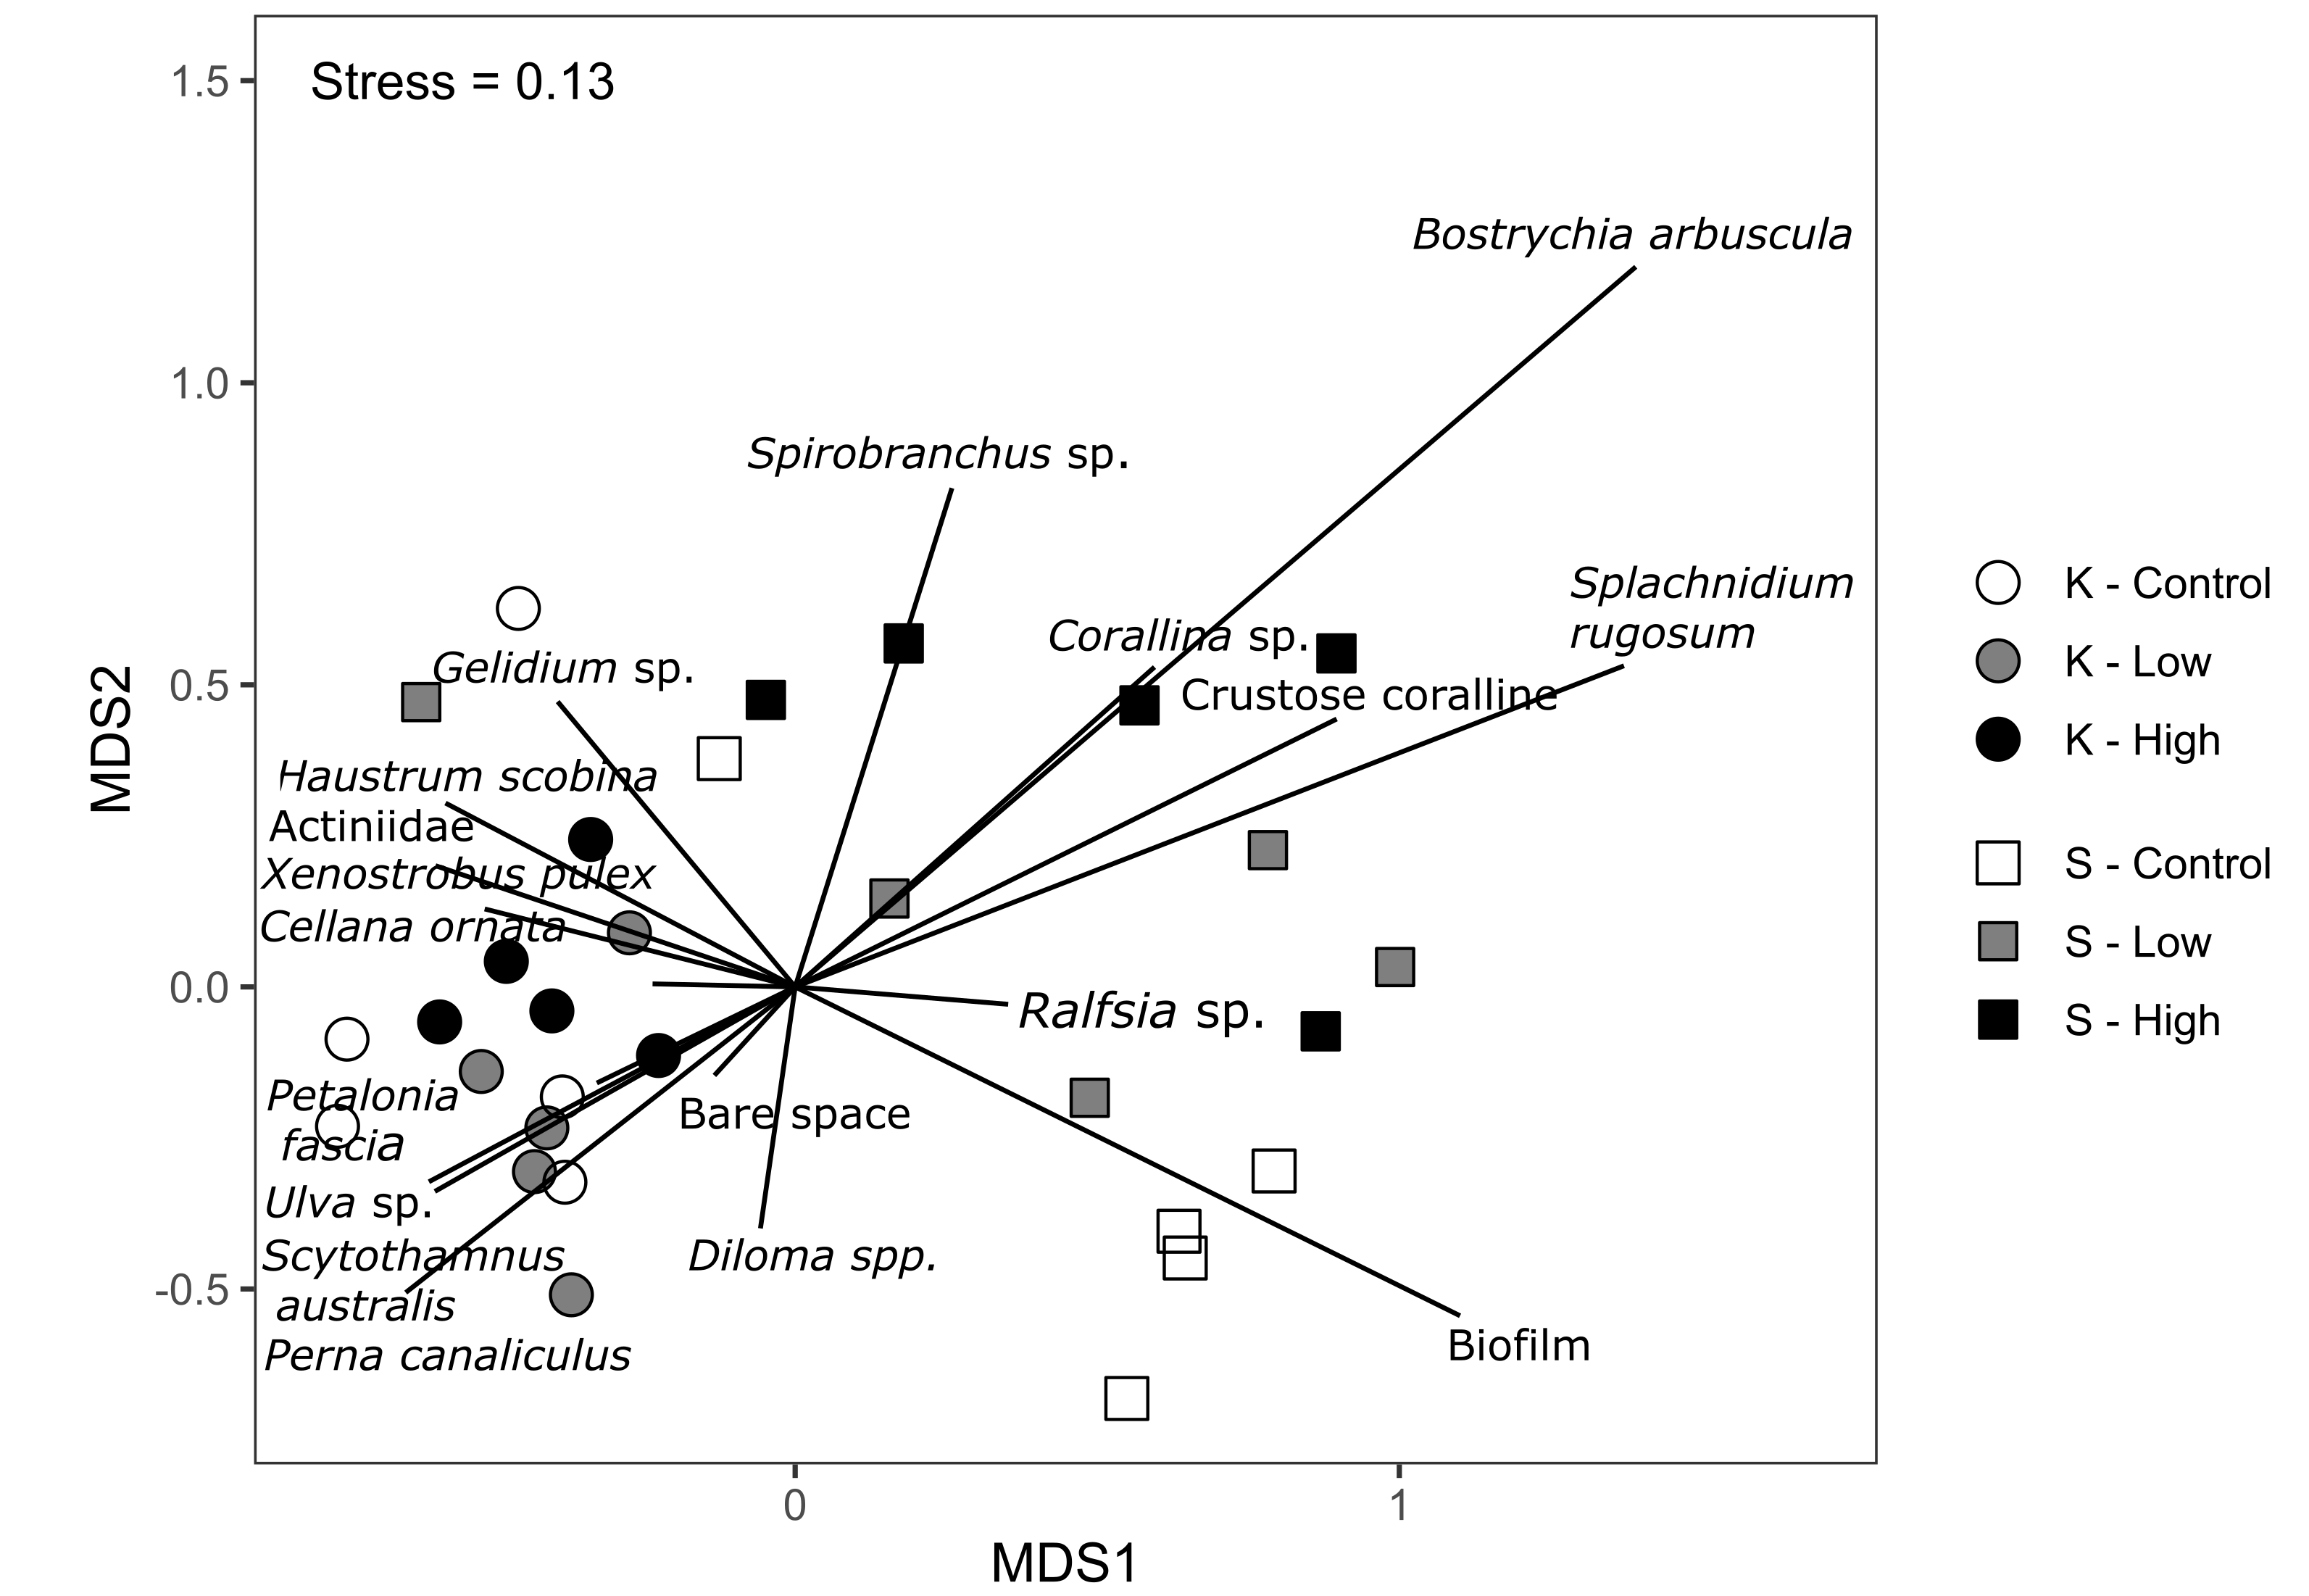 Stress = 0.13
1.5
1.0
0.5
0.0
-0.5
MDS2
0
1
MDS1
Bostrychia arbuscula
Spirobranchus sp.
Splachnidium
rugosum
Corallina sp.
Gelidium sp.
Crustose coralline
Haustrum scobina
Actiniidae
Xenostrobus pulex
Cellana ornata
Ralfsia sp.
Petalonia
fascia
Bare space
Ulva sp.
Scytothamnus
australis
Diloma spp.
Perna canaliculus
Biofilm
K - Control
K - Low
K - High
S - Control
S - Low
S - High